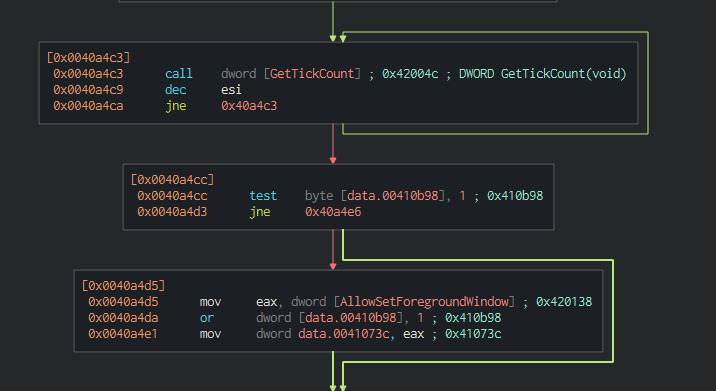 [0x0040a4c3]
0x0040a4c3 call dword [GetTickCount] ; 0x42004c ; DWORD GetTickCount(void)
0x0040a4c9 dec esi
0x0040a4ca jne 0x40a4c3
[0x0040a4cc]
0x0040a4cc test byte [data.00410b98], 1 ; 0x410b98
0x0040a4d3 jne 0x40a4e6
[0x0040a4d5]
0x0040a4d5 mov eax, dword [AllowSetForegroundWindow] ; 0x420138
0x0040a4da or dword [data.00410b98], 1 ; 0x410b98
0x0040a4e1 mov dword data.0041073c, eax ; 0x41073c